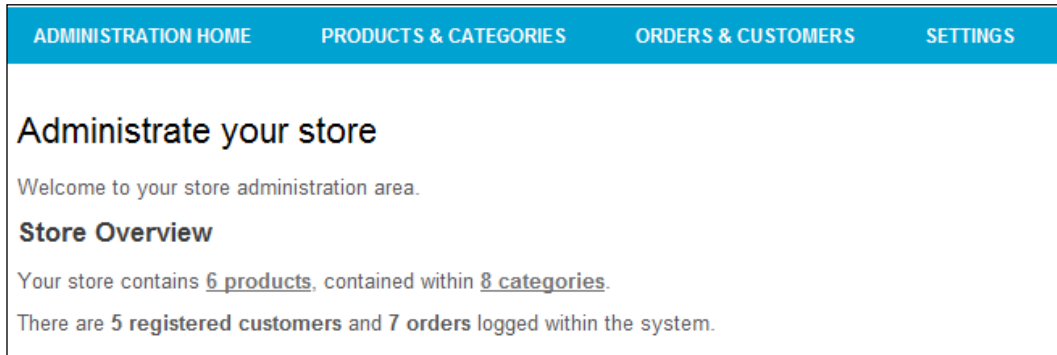 ADMINISTRATION HOME PRODUCTS & CATEGORIES ORDERS & CUSTOMERS SETTINGS
Administrate your store
Welcome to your store administration area.
Store Overview
Your store contains 6 products, contained within 8 categories.
There are 5 registered customers and 7 orders logged within the system.